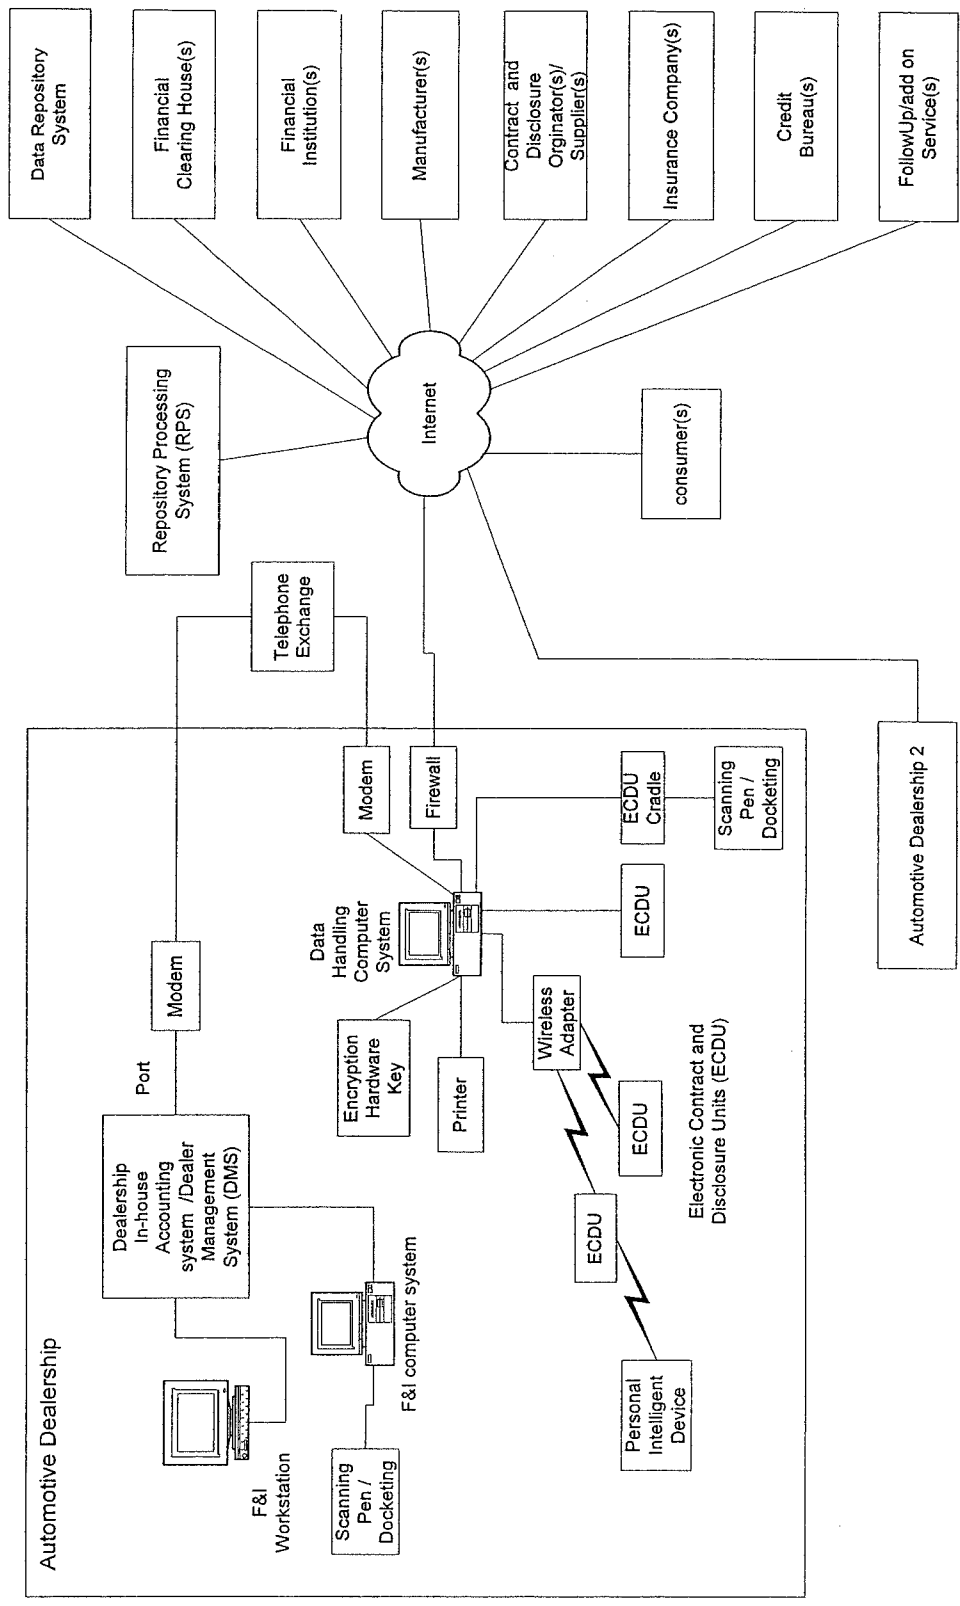 Automotive Dealership
F&I
Workstation
Scanning
Pen /
Docketing
F&I computer system
Dealership
In-house
Accounting
system /Dealer
Management
System (DMS)
Port
Modem
Telephone
Exchange
Personal
Intelligent
Device
ECDU
ECDU
Electronic Contract and
Disclosure Units (ECDU)
Wireless
Adapter
Printer
Encryption
Hardware
Key
Data
Handling
Computer
System
Modem
Firewall
ECDU
ECDU
Cradle
Scanning
Pen /
Docketing
Automotive Dealership 2
Repository Processing
System (RPS)
Internet
consumer(s)
Data Repository
System
Financial
Clearing House(s)
Financial
Institution(s)
Manufacturer(s)
Contract and
Disclosure
Orginator(s)/
Supplier(s)
Insurance Company(s)
Credit
Bureau(s)
FollowUp/add on
Service(s)